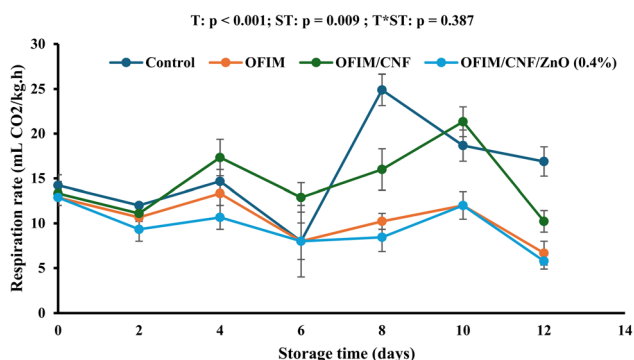 T: p < 0.001; ST: p = 0.009 ; T*ST: p = 0.387
Control OFIM OFIM/CNF OFIM/CNF/ZnO (0.4%)
Respiration rate (mL CO2/kg.h)
30
25
20
15
10
5
0
0 2 4 6 8 10 12 14
Storage time (days)